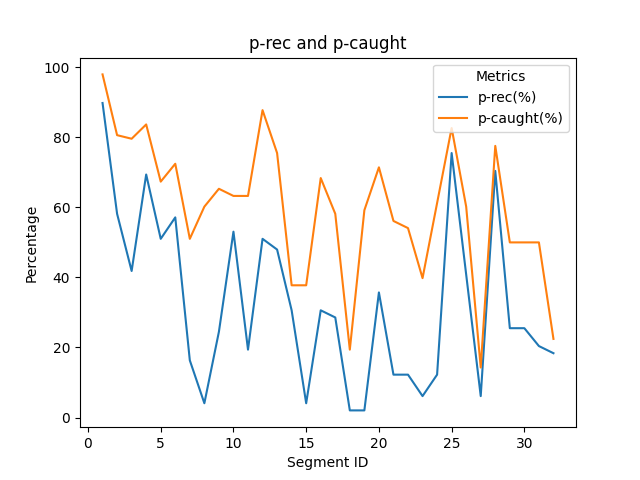 p-rec and p-caught
Metrics
p-rec(%)
p-caught(%)
100
80
60
40
20
0
Percentage
0 5 10 15 20 25 30
Segment ID